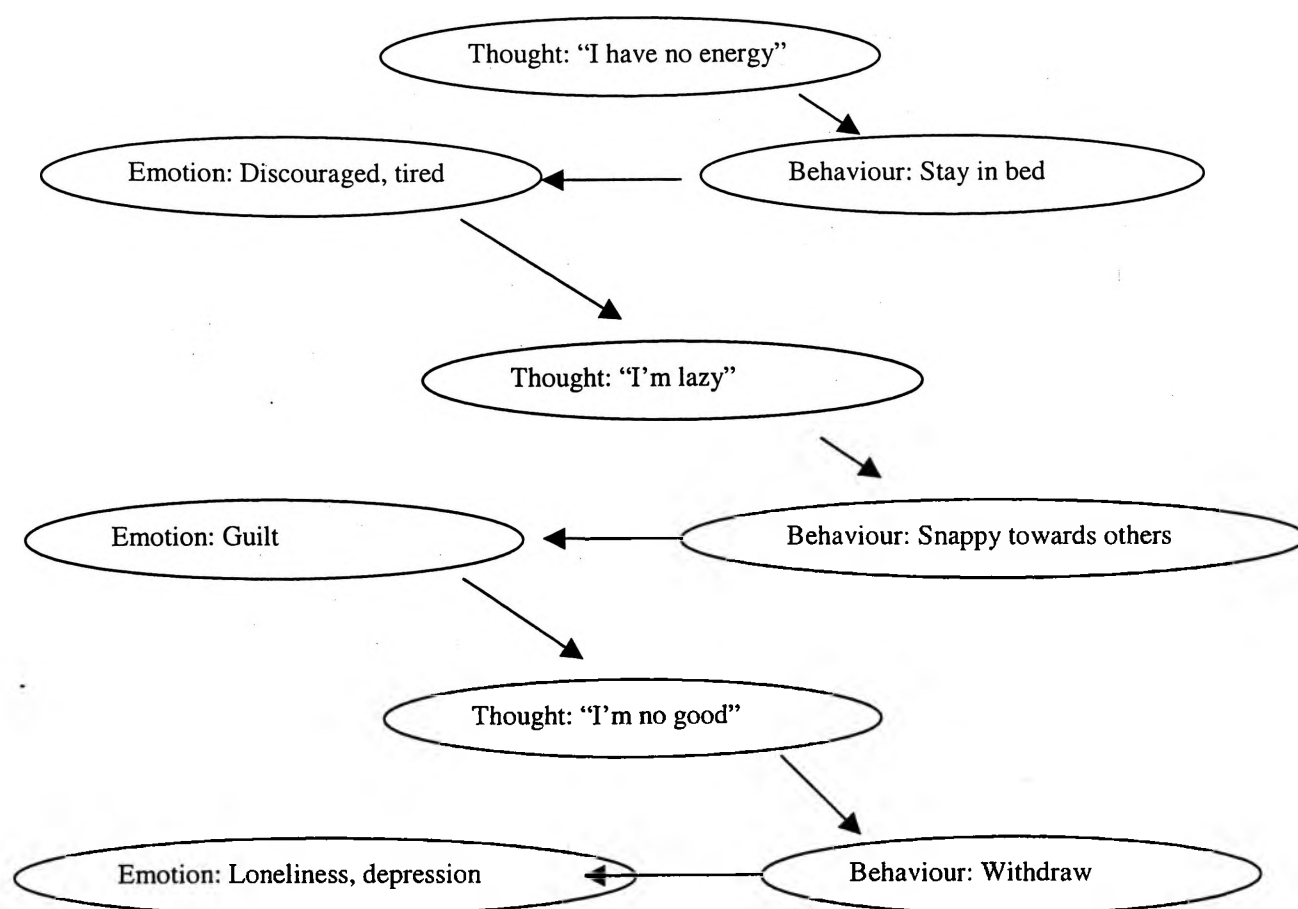 Thought: “I have no energy”
Emotion: Discouraged, tired
Behaviour: Stay in bed
Thought: “I’m lazy”
Emotion: Guilt
Behaviour: Snappy towards others
Thought: “I’m no good”
Emotion: Loneliness, depression
Behaviour: Withdraw